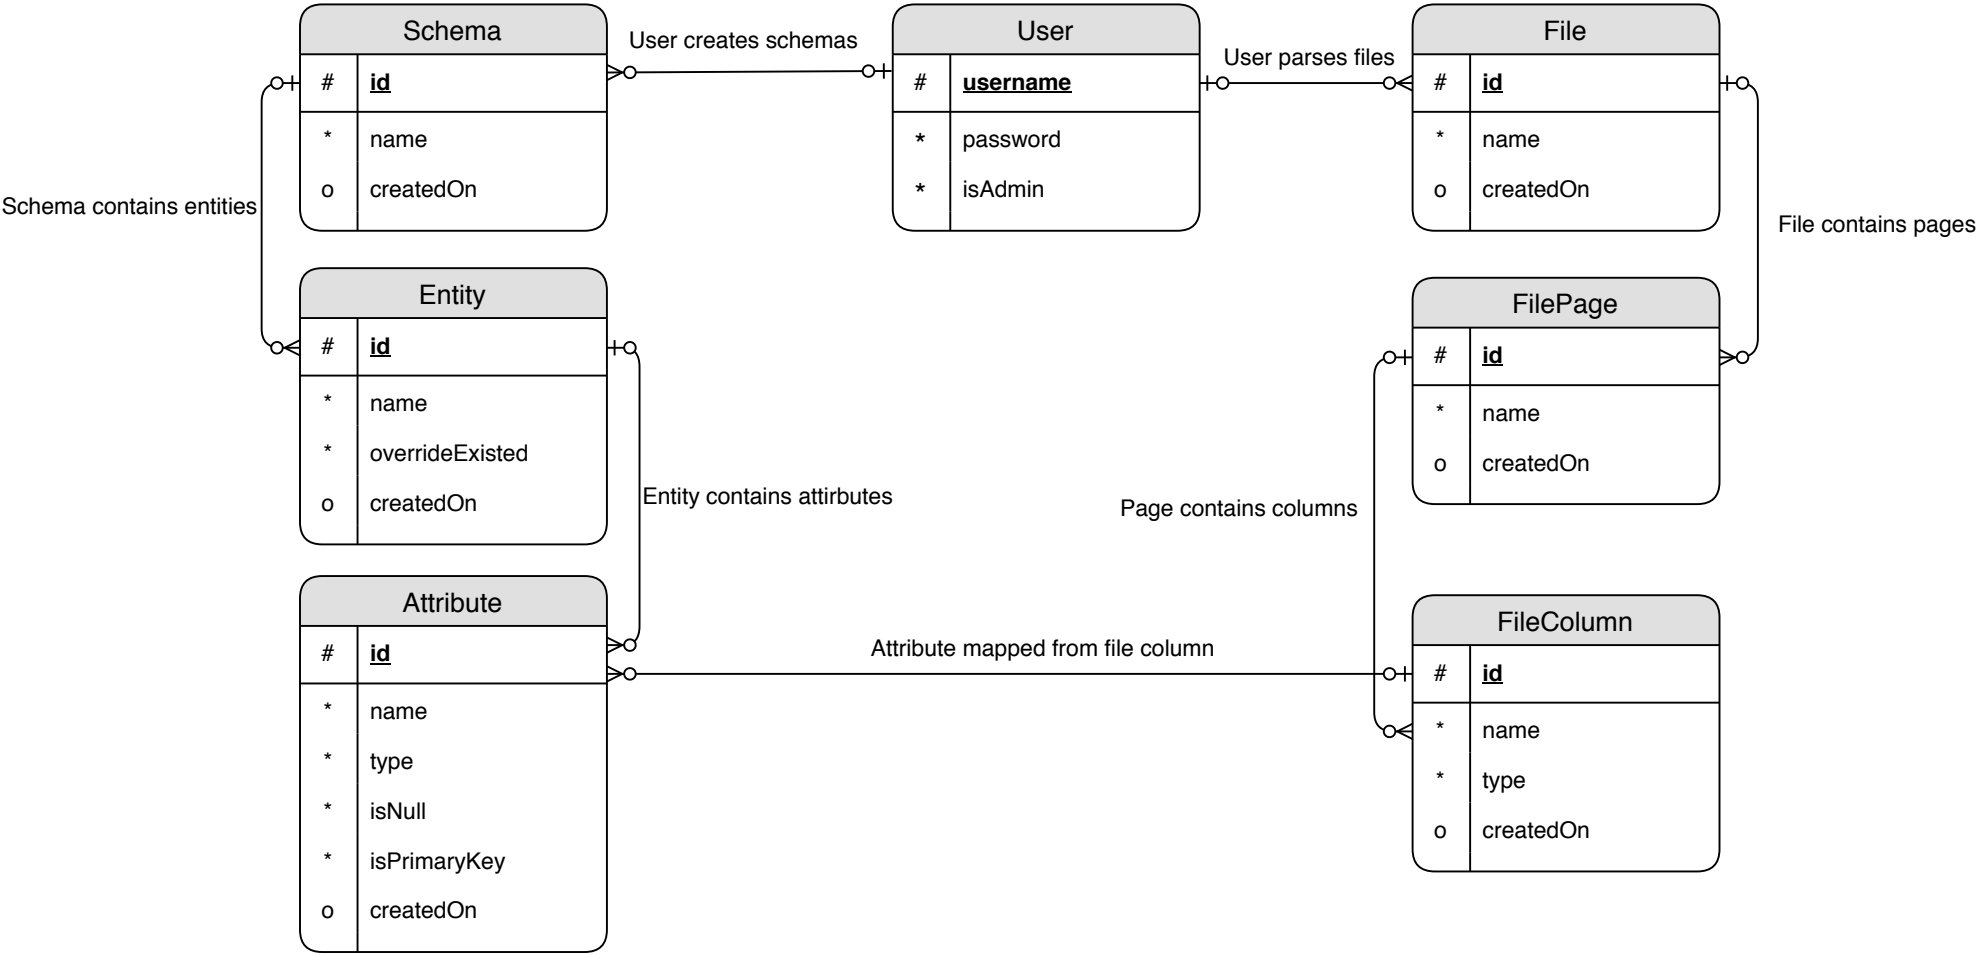 Schema
# id
* name
o createdOn
User creates schemas
User
# username
* password
* isAdmin
User parses files
File
# id
* name
o createdOn
Schema contains entities
File contains pages
Entity
# id
* name
* overrideExisted
o createdOn
Entity contains attirbutes
FilePage
# id
* name
o createdOn
Page contains columns
Attribute
# id
* name
* type
* isNull
* isPrimaryKey
o createdOn
Attribute mapped from file column
FileColumn
# id
* name
* type
o createdOn